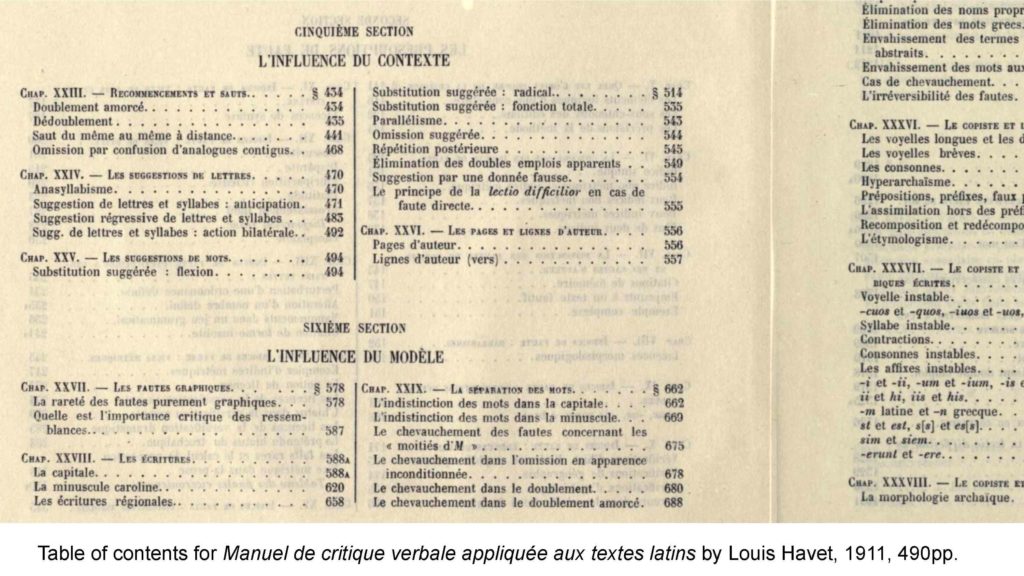 CINQUIÈME SECTION
L'INFLUENCE DU CONTEXTE
CHAP. XXIII. — RECOMMENCEMENTS ET SAUTS. . . . . . § 434
Doublement amorcé. . . . . . . . . . . . . . . . 434
Dédoublement . . . . . . . . . . . . . . . . . . 435
Saut du même au même à distance. . . . . . . . . 441
Omission par confusion d'analogues contigus. . . 468
CHAP. XXIV. — LES SUGGESTIONS DE LETTRES. . . . . 470
Anasyllabisme. . . . . . . . . . . . . . . . . . 470
Suggestion de lettres et syllabes : anticipation. 471
Suggestion régressive de lettres et syllabes . . 483
Sugg. de lettres et syllabes : action bilatérale. . 492
CHAP. XXV. — LES SUGGESTIONS DE MOTS. . . . . . . 494
Substitution suggérée : flexion. . . . . . . . . 494
Substitution suggérée : radical. . . . . . . . § 514
Substitution suggérée : fonction totale. . . . . 535
Parallélisme. . . . . . . . . . . . . . . . . . 543
Omission suggérée. . . . . . . . . . . . . . . . 544
Répétition postérieure . . . . . . . . . . . . . 545
Élimination des doubles emplois apparents . . . 549
Suggestion par une donnée fausse. . . . . . . . 554
Le principe de la lectio difficilior en cas de
faute directe. . . . . . . . . . . . . . . . . . 555
CHAP. XXVI. — LES PAGES ET LIGNES D'AUTEUR. . . . 556
Pages d'auteur. . . . . . . . . . . . . . . . . 556
Lignes d'auteur (vers) . . . . . . . . . . . . . 557
SIXIÈME SECTION
L'INFLUENCE DU MODÈLE
CHAP. XXVII. — LES FAUTES GRAPHIQUES. . . . . . § 578
La rareté des fautes purement graphiques. . . . 578
Quelle est l'importance critique des ressem-
blances. . . . . . . . . . . . . . . . . . . . . 587
CHAP. XXVIII. — LES ÉCRITURES. . . . . . . . . . 588A
La capitale. . . . . . . . . . . . . . . . . . . 588A
La minuscule caroline. . . . . . . . . . . . . . 620
Les écritures régionales. . . . . . . . . . . . 658
CHAP. XXIX. — LA SÉPARATION DES MOTS. . . . . . § 662
L'indistinction des mots dans la capitale. . . . 662
L'indistinction des mots dans la minuscule. . . 669
Le chevauchement des fautes concernant les
« moitiés d'M » . . . . . . . . . . . . . . . . 675
Le chevauchement dans l'omission en apparence
inconditionnée. . . . . . . . . . . . . . . . . 678
Le chevauchement dans le doublement. . . . . . . 680
Le chevauchement dans le doublement amorcé. . . 688
Élimination des noms propr
Élimination des mots grecs.
Envahissement des termes
abstraits. . . . . .
Envahissement des mots aux
Cas de chevauchement. . .
L'irréversibilité des fautes. .
CHAP. XXXVI. — LE COPISTE ET L
Les voyelles longues et les d
Les voyelles brèves. . . .
Les consonnes. . . . . .
Hyperarchaïsme. . . . . .
Prépositions, préfixes, faux p
L'assimilation hors des préf
Recomposition et redécompo
L'étymologisme. . . . . .
CHAP. XXXVII. — LE COPISTE ET
BIQUES ÉCRITES. . . . . .
Voyelle instable. . . . . .
-cuos et -quos, -iuos et -uos,
Syllabe instable. . . . . .
Contractions. . . . . . .
Consonnes instables. . . .
Les affixes instables. . . .
-i et -ii, -um et -ium, -is e
ii et hi, iis et his. . . . .
-m latine et -n grecque. . .
st et est, s[s] et es[s]. . . .
sim et siem. . . . . . . .
-erunt et -ere. . . . . . .
CHAP. XXXVIII. — LE COPISTE ET
La morphologie archaïque. .
Table of contents for Manuel de critique verbale appliquée aux textes latins by Louis Havet, 1911, 490pp.